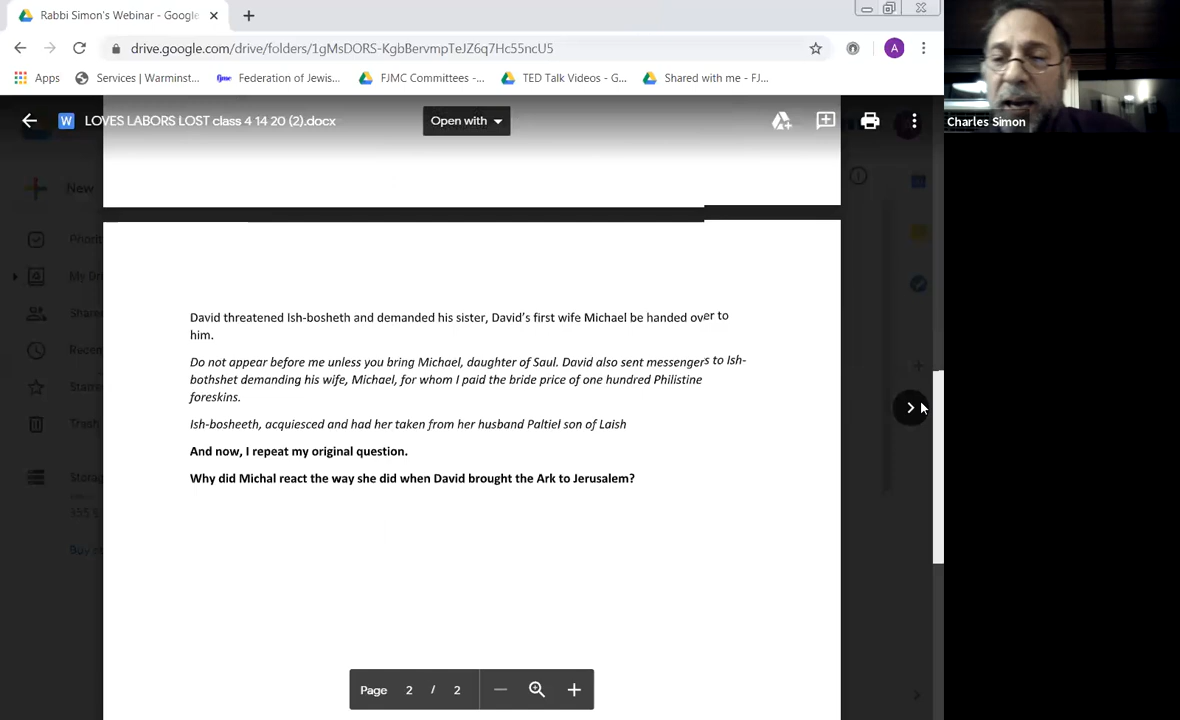 Rabbi Simon's Webinar - Google
drive.google.com/drive/folders/1gMsDORS-KgbBervmpTeJZ6q7Hc55ncU5
A
Apps Services | Warminst... Federation of Jewis... FJMC Committees -... TED Talk Videos - G... Shared with me - FJ...
W LOVES LABORS LOST class 4 14 20 (2).docx Open with
Charles Simon
New
My
Trash
David threatened Ish-bosheth and demanded his sister, David's first wife Michael be handed over to
him.
Do not appear before me unless you bring Michael, daughter of Saul. David also sent messengers to Ish-
bothshet demanding his wife, Michael, for whom I paid the bride price of one hundred Philistine
foreskins.
Ish-bosheeth, acquiesced and had her taken from her husband Paltiel son of Laish
And now, I repeat my original question.
Why did Michal react the way she did when David brought the Ark to Jerusalem?
Page 2 / 2